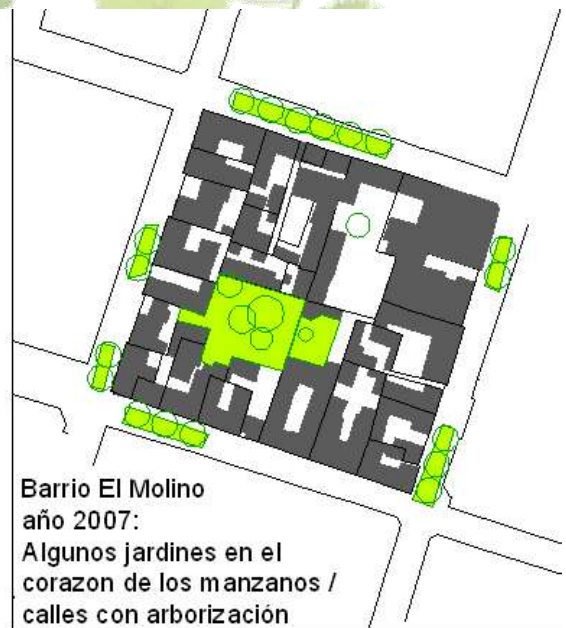 Barrio El Molino
año 2007:
Algunos jardines en el
corazon de los manzanos /
calles con arborización